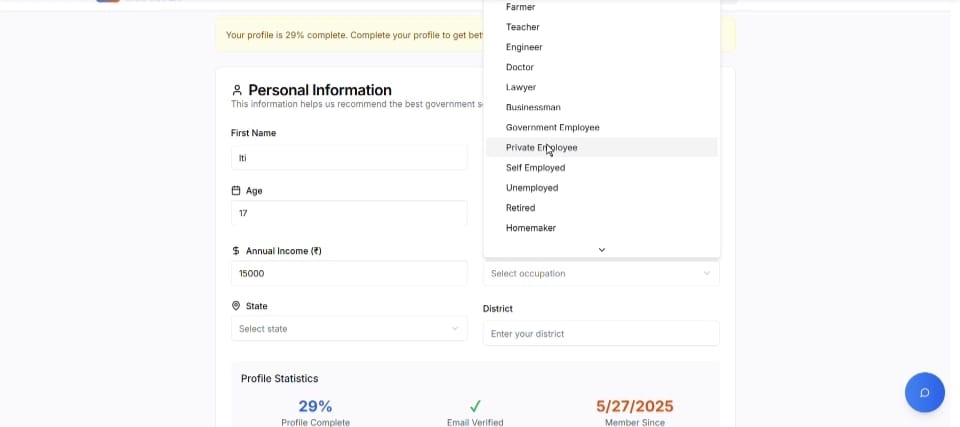 Your profile is 29% complete. Complete your profile to get bet
Personal Information
This information helps us recommend the best government s
First Name
Iti
Age
17
Annual Income (₹)
15000
State
Select state
Farmer
Teacher
Engineer
Doctor
Lawyer
Businessman
Government Employee
Private Employee
Self Employed
Unemployed
Retired
Homemaker
Select occupation
District
Enter your district
Profile Statistics
29%
Profile Complete
Email Verified
5/27/2025
Member Since